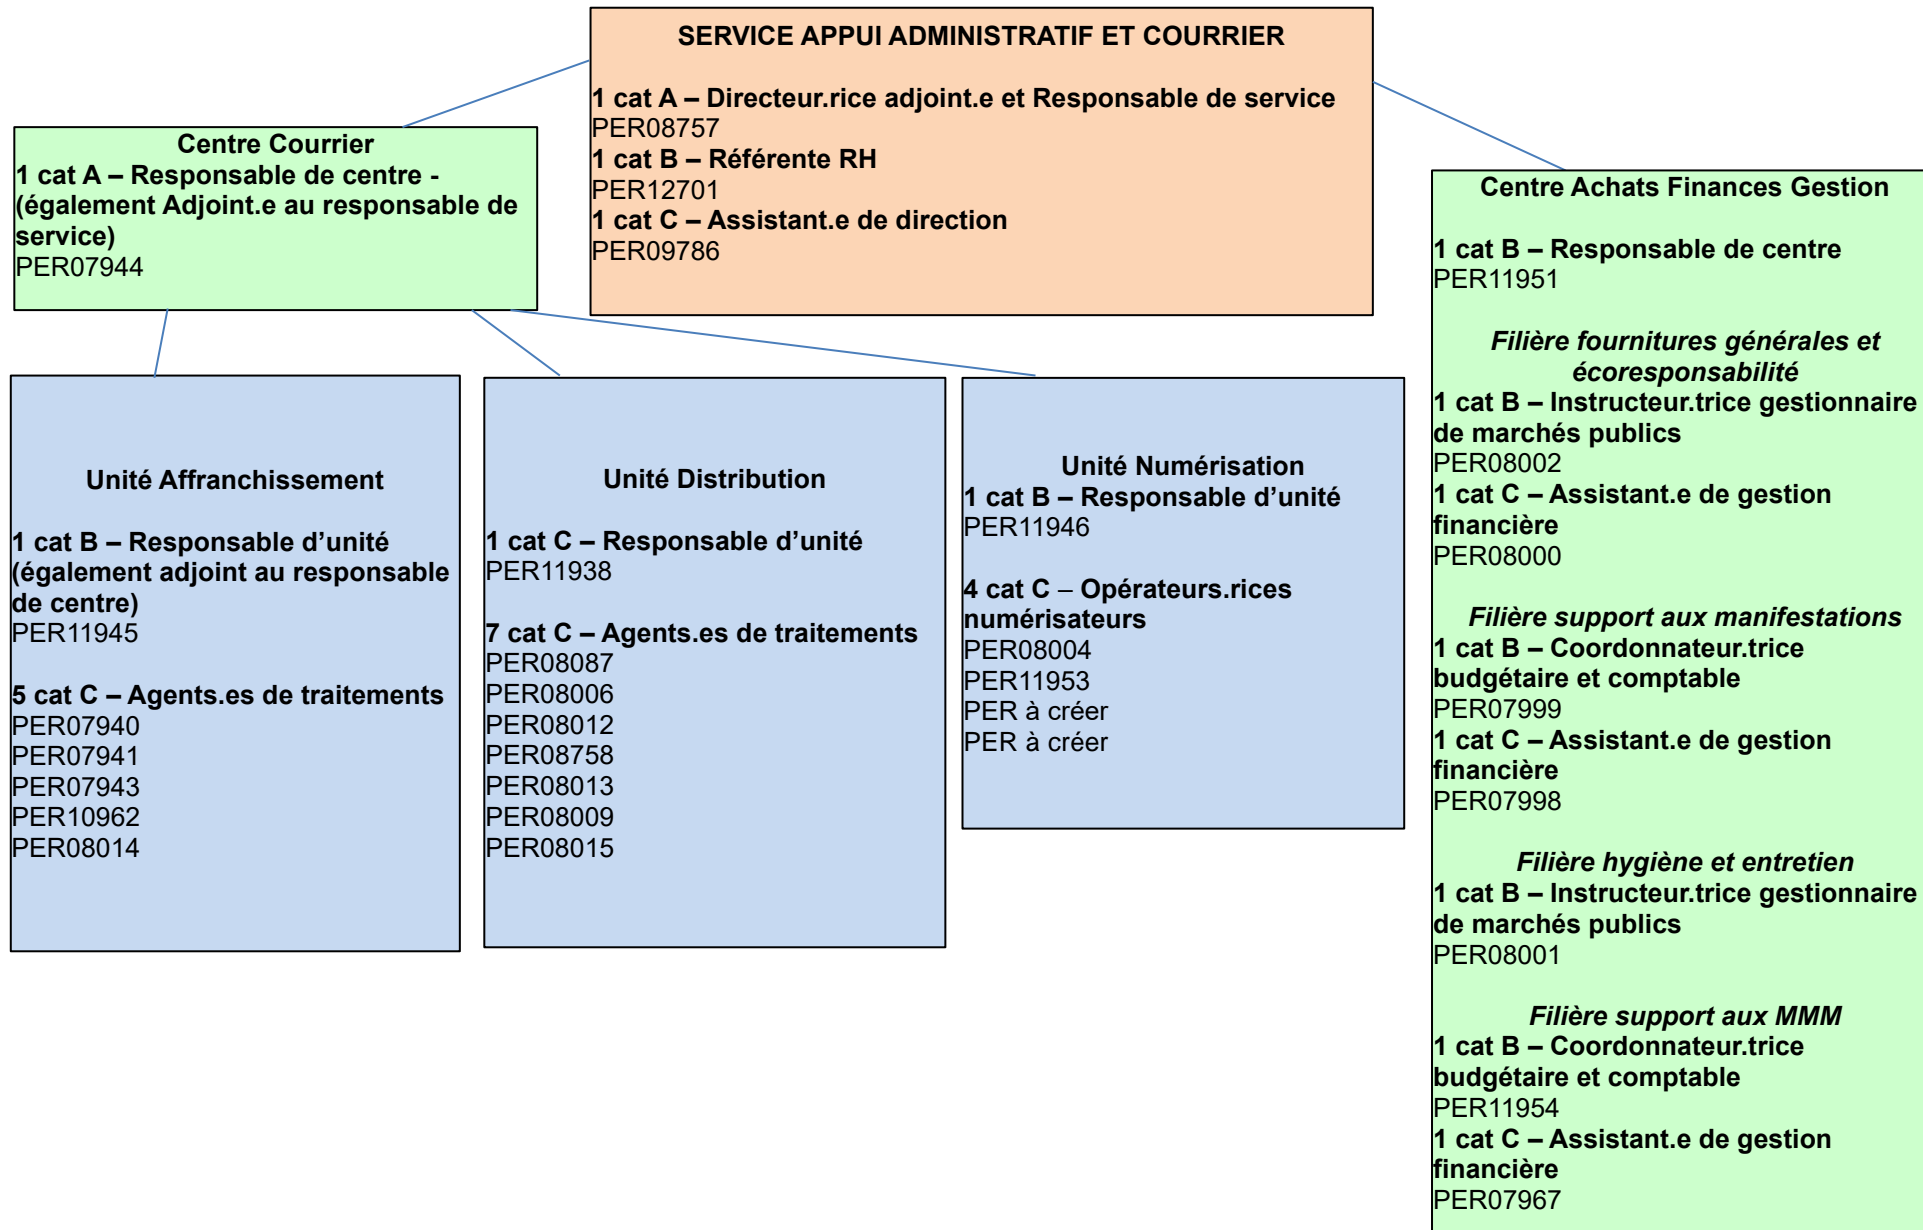 SERVICE APPUI ADMINISTRATIF ET COURRIER
1 cat A – Directeur.rice adjoint.e et Responsable de service
PER08757
1 cat B – Référente RH
PER12701
1 cat C – Assistant.e de direction
PER09786
Centre Courrier
1 cat A – Responsable de centre -
(également Adjoint.e au responsable de
service)
PER07944
Unité Affranchissement
1 cat B – Responsable d’unité
(également adjoint au responsable
de centre)
PER11945
5 cat C – Agents.es de traitements
PER07940
PER07941
PER07943
PER10962
PER08014
Unité Distribution
1 cat C – Responsable d’unité
PER11938
7 cat C – Agents.es de traitements
PER08087
PER08006
PER08012
PER08758
PER08013
PER08009
PER08015
Unité Numérisation
1 cat B – Responsable d’unité
PER11946
4 cat C – Opérateurs.rices
numérisateurs
PER08004
PER11953
PER à créer
PER à créer
Centre Achats Finances Gestion
1 cat B – Responsable de centre
PER11951
Filière fournitures générales et
écoresponsabilité
1 cat B – Instructeur.trice gestionnaire
de marchés publics
PER08002
1 cat C – Assistant.e de gestion
financière
PER08000
Filière support aux manifestations
1 cat B – Coordonnateur.trice
budgétaire et comptable
PER07999
1 cat C – Assistant.e de gestion
financière
PER07998
Filière hygiène et entretien
1 cat B – Instructeur.trice gestionnaire
de marchés publics
PER08001
Filière support aux MMM
1 cat B – Coordonnateur.trice
budgétaire et comptable
PER11954
1 cat C – Assistant.e de gestion
financière
PER07967